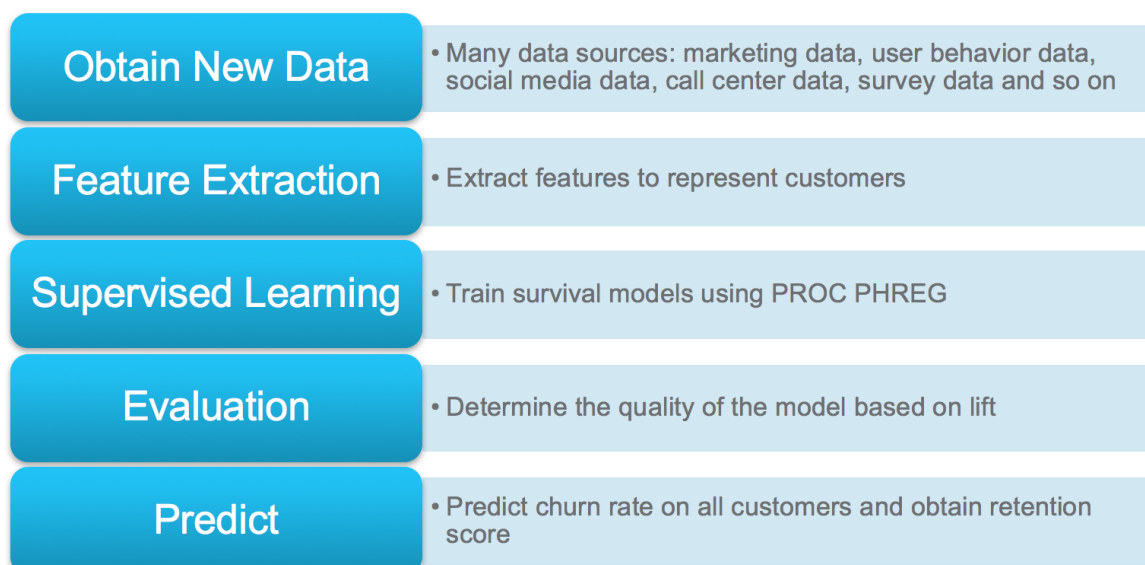 Obtain New Data
• Many data sources: marketing data, user behavior data,
social media data, call center data, survey data and so on
Feature Extraction
• Extract features to represent customers
Supervised Learning
• Train survival models using PROC PHREG
Evaluation
• Determine the quality of the model based on lift
Predict
• Predict churn rate on all customers and obtain retention
score